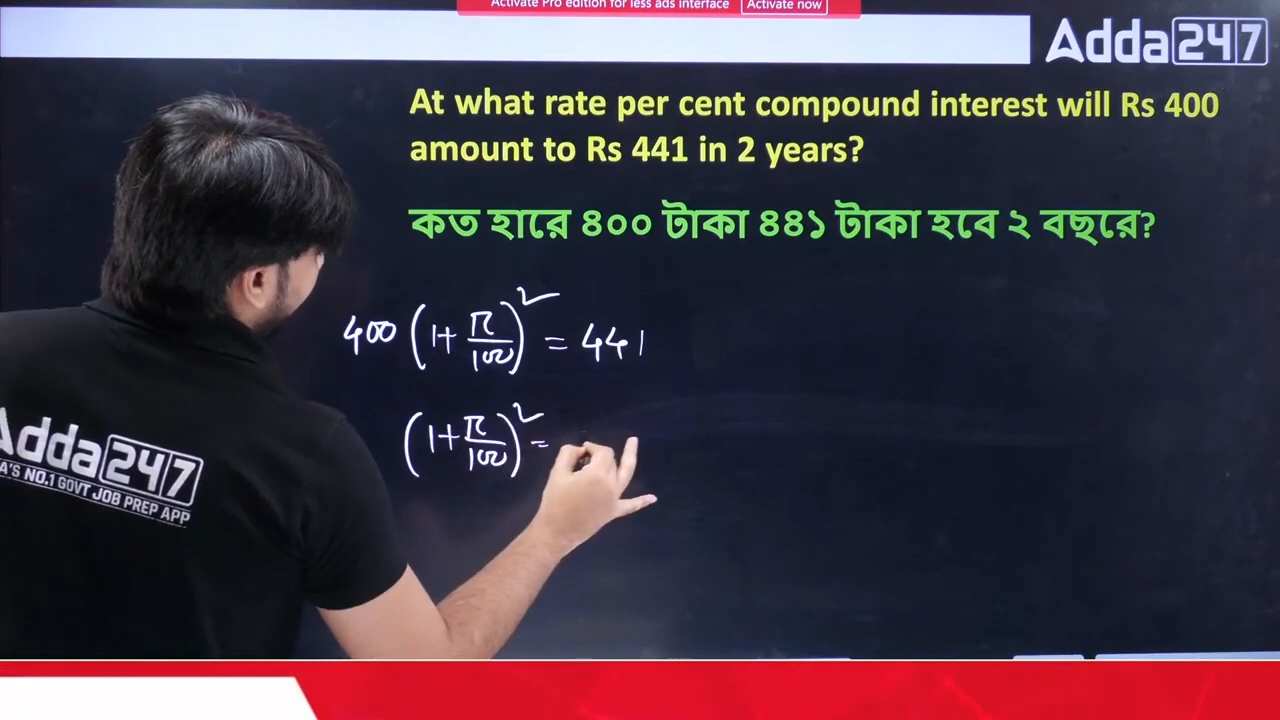 Activate Pro edition for less ads interface Activate now
Adda247
At what rate per cent compound interest will Rs 400
amount to Rs 441 in 2 years?
কত হারে ৪০০ টাকা ৪৪১ টাকা হবে ২ বছরে?
400 (1+r/100)² = 441
(1+r/100)² =
Adda247
A'S NO.1 GOVT JOB PREP APP